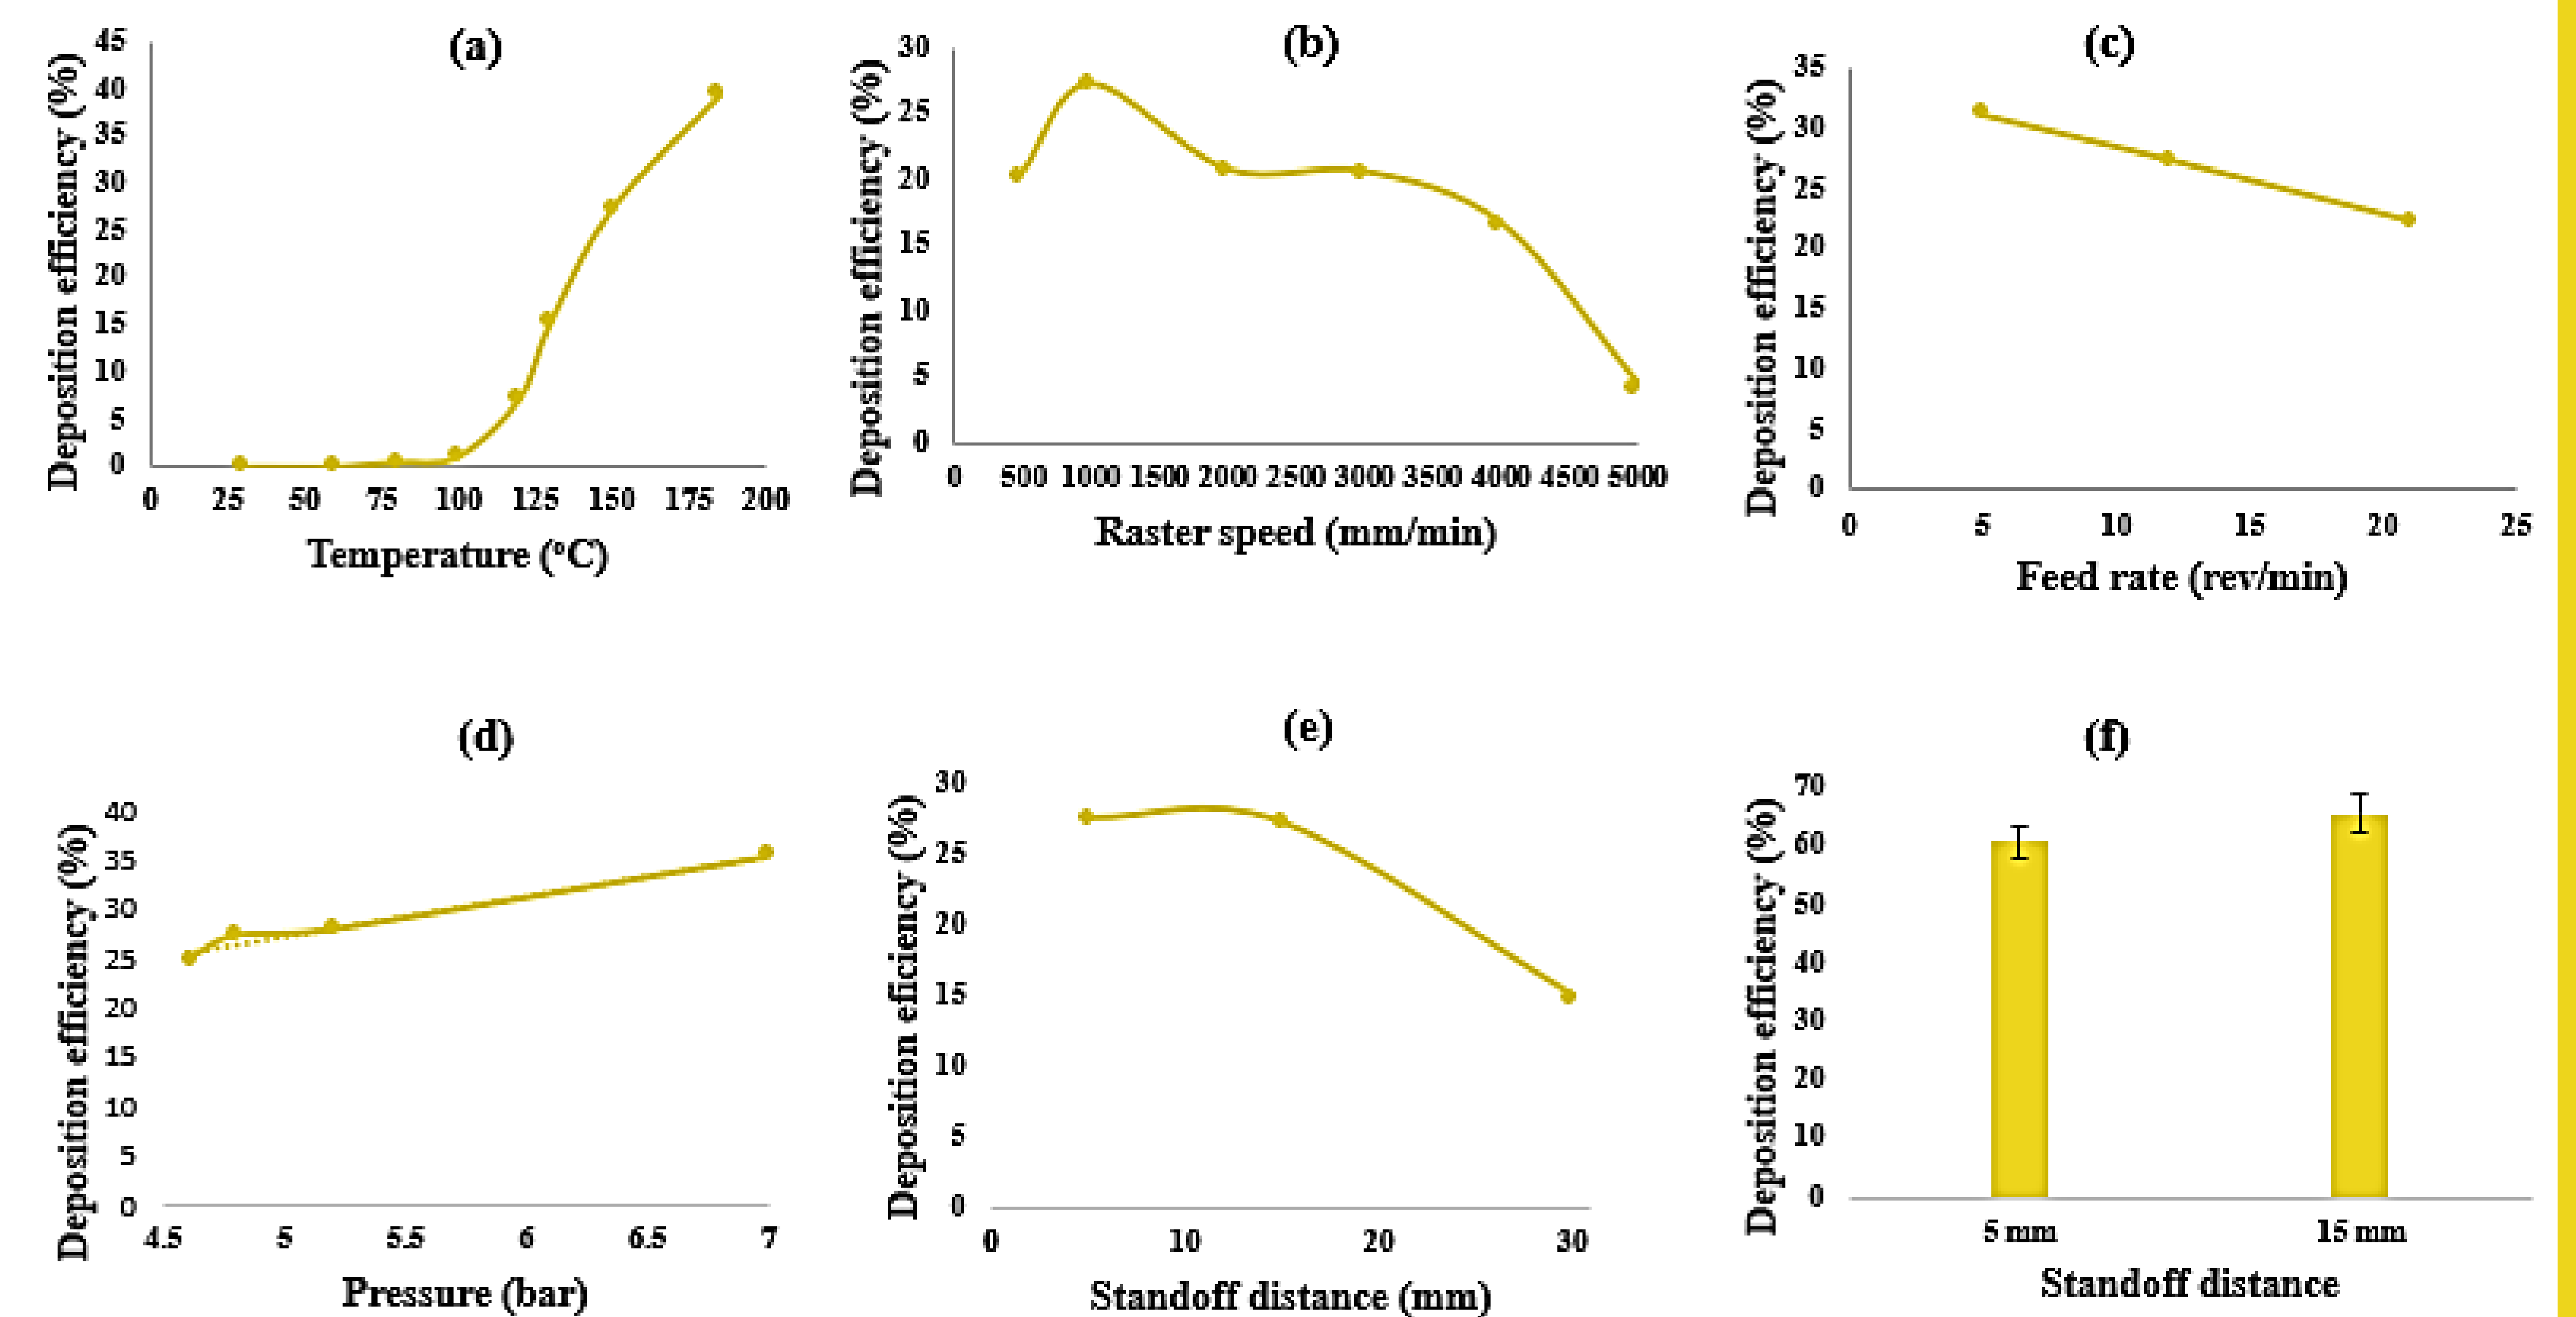 (a)
45
40
35
30
25
20
15
10
5
0
Deposition efficiency (%)
0 25 50 75 100 125 150 175 200
Temperature (°C)
(b)
30
25
20
15
10
5
0
Deposition efficiency (%)
0 500 1000 1500 2000 2500 3000 3500 4000 4500 5000
Raster speed (mm/min)
(c)
35
30
25
20
15
10
5
0
Deposition efficiency (%)
0 5 10 15 20 25
Feed rate (rev/min)
(d)
40
35
30
25
20
15
10
5
0
Deposition efficiency (%)
4.5 5 5.5 6 6.5 7
Pressure (bar)
(e)
30
25
20
15
10
5
0
Deposition eficiency (%)
0 10 20 30
Standoff distance (mm)
(f)
70
60
50
40
30
20
10
0
Deposition efficiency (%)
5 mm 15 mm
Standoff distance